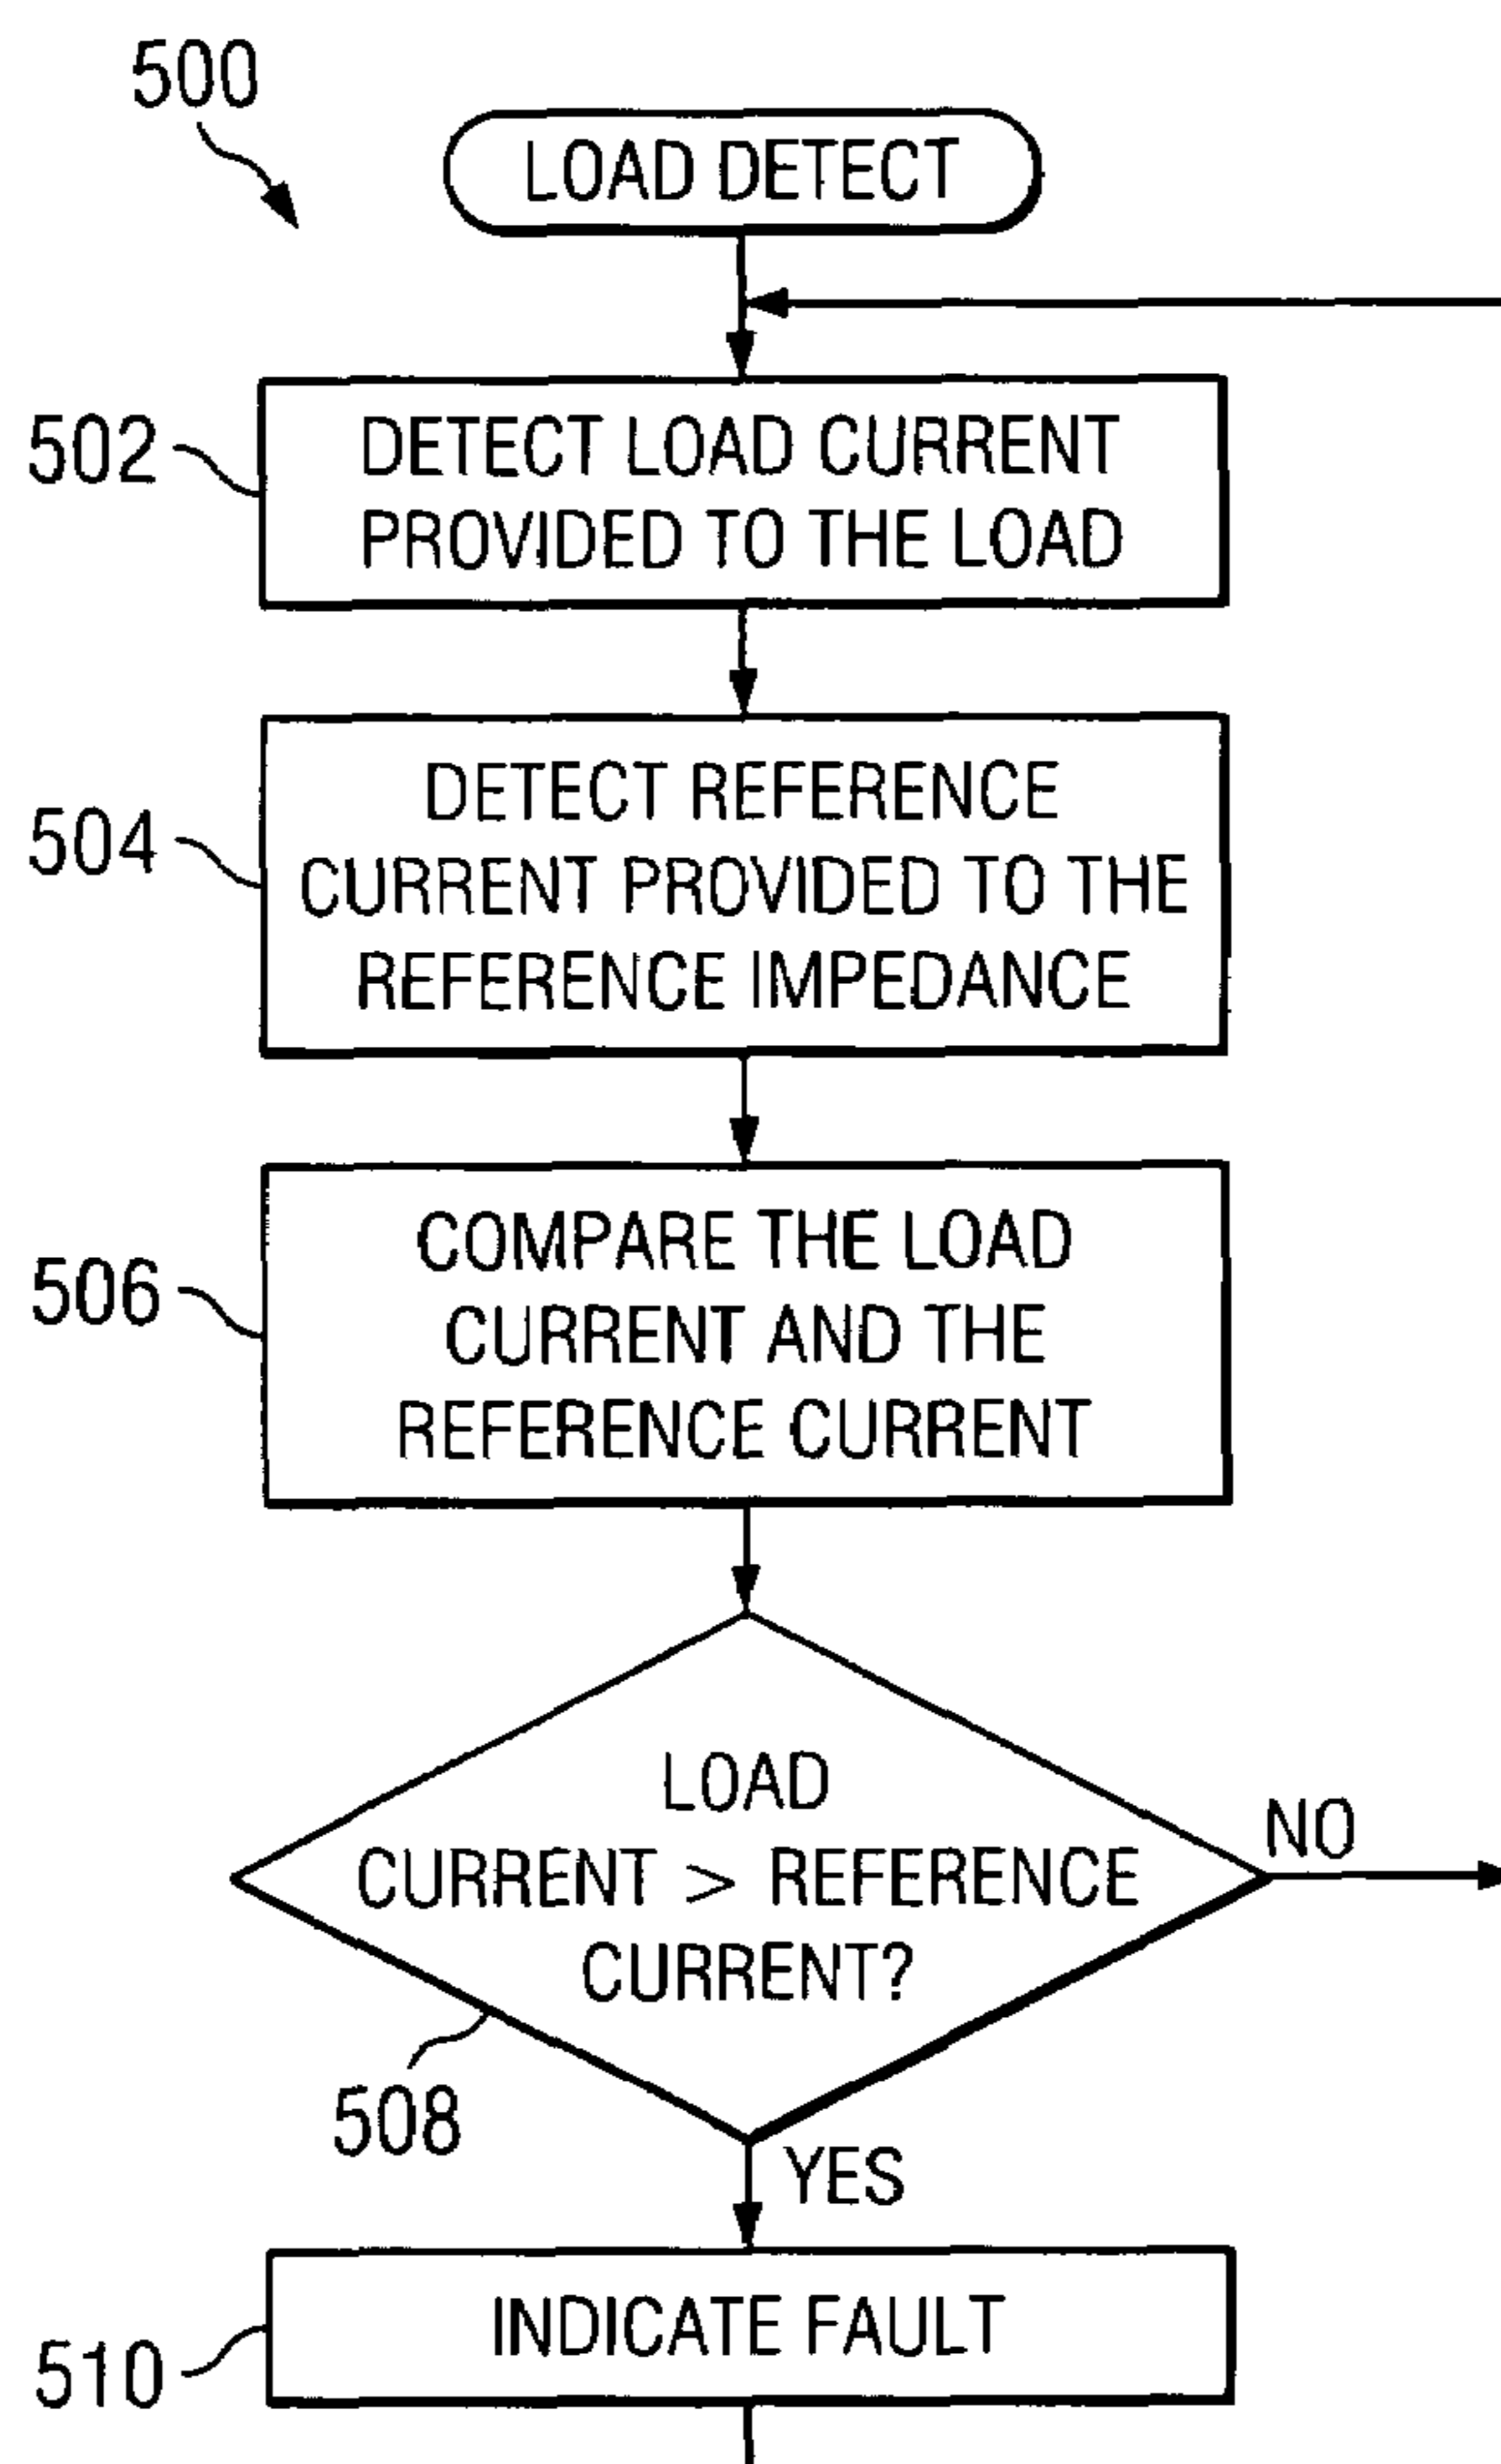 500
LOAD DETECT
502
DETECT LOAD CURRENT
PROVIDED TO THE LOAD
504
DETECT REFERENCE
CURRENT PROVIDED TO THE
REFERENCE IMPEDANCE
506
COMPARE THE LOAD
CURRENT AND THE
REFERENCE CURRENT
LOAD
CURRENT > REFERENCE
CURRENT?
NO
508
YES
INDICATE FAULT
510